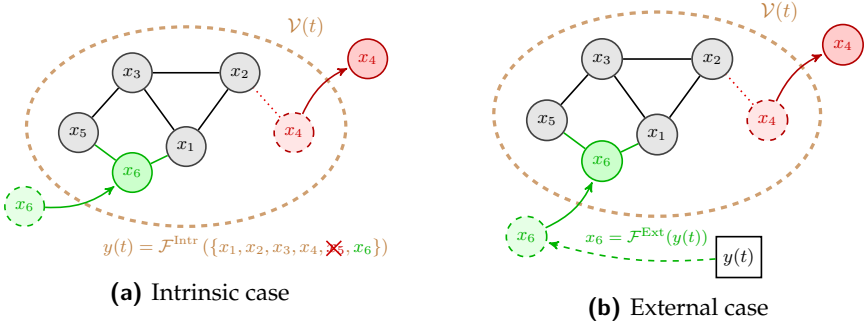 𝒱(t)
x₃
x₂
x₄
x₄
x₅
x₁
x₆
x₆
y(t) = ℱ^Intr ({x₁, x₂, x₃, x₄, x₅, x₆})
(a) Intrinsic case
𝒱(t)
x₄
x₃
x₂
x₅
x₁
x₄
x₆
x₆
x₆ = ℱ^Ext(y(t))
y(t)
(b) External case